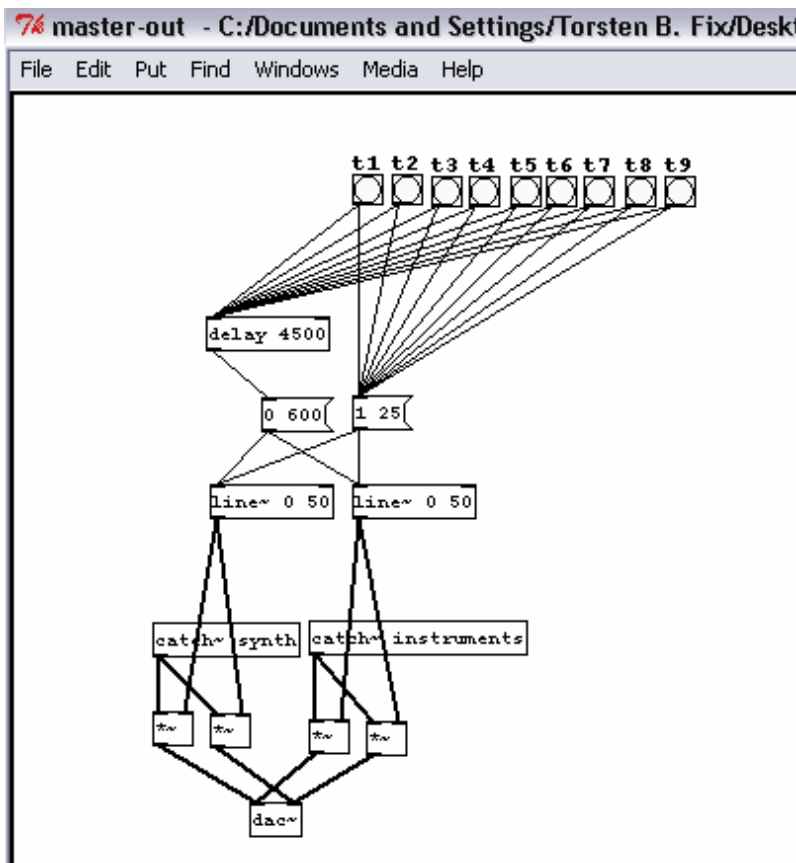 master-out - C:/Documents and Settings/Torsten B. Fix/Deskt
File Edit Put Find Windows Media Help
t1 t2 t3 t4 t5 t6 t7 t8 t9
delay 4500
0 600 1 25
line~ 0 50 line~ 0 50
catch~ synth catch~ instruments
*~ *~ *~ *~
dac~